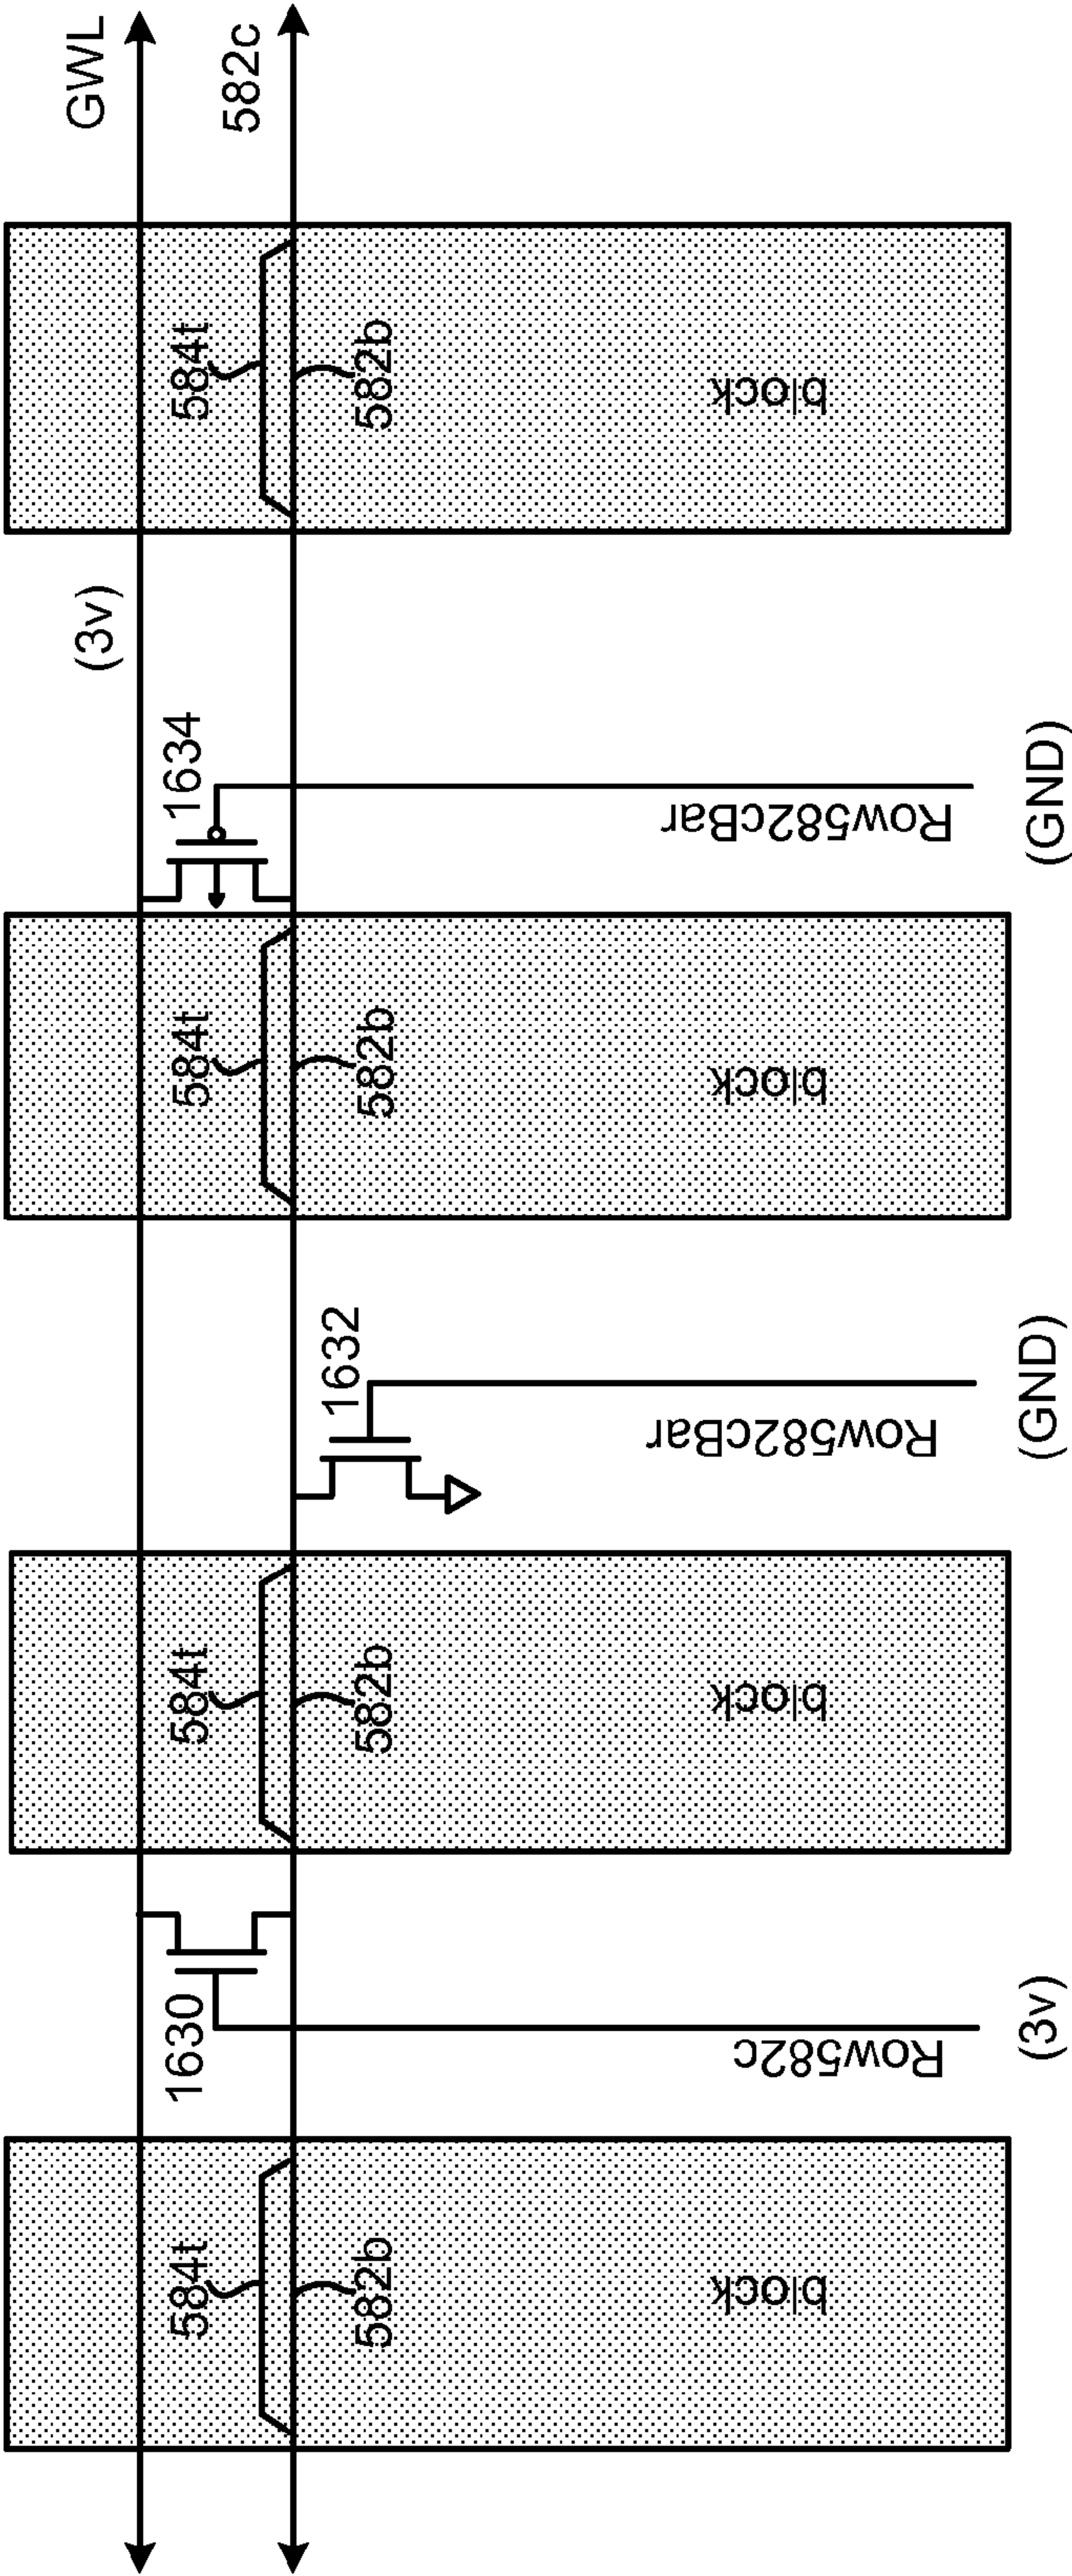 GWL
582c
584t
582b
block
(3v)
1634
Row582cBar
(GND)
584t
582b
block
1632
Row582cBar
(GND)
584t
582b
block
1630
Row582c
(3v)
584t
582b
block